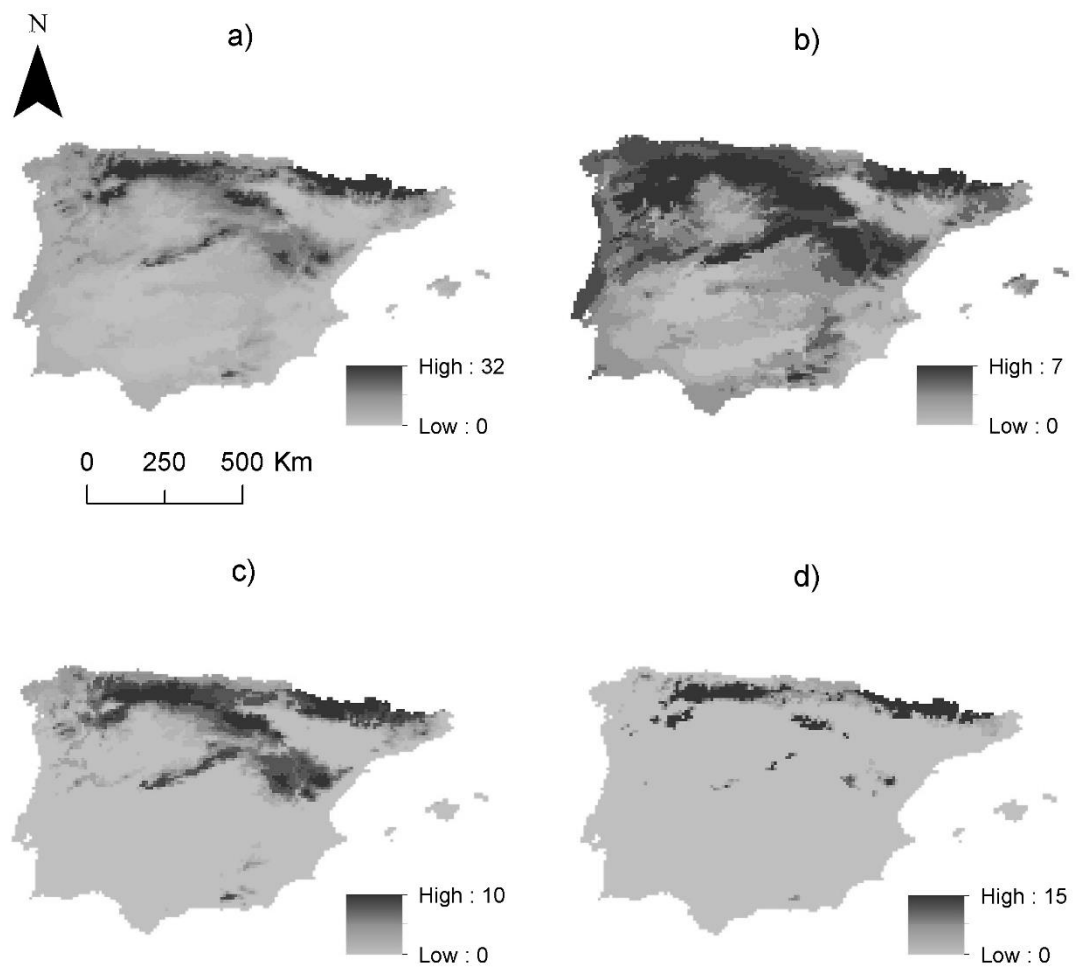 N
a)
b)
High : 32
Low : 0
High : 7
Low : 0
0 250 500 Km
c)
d)
High : 10
Low : 0
High : 15
Low : 0